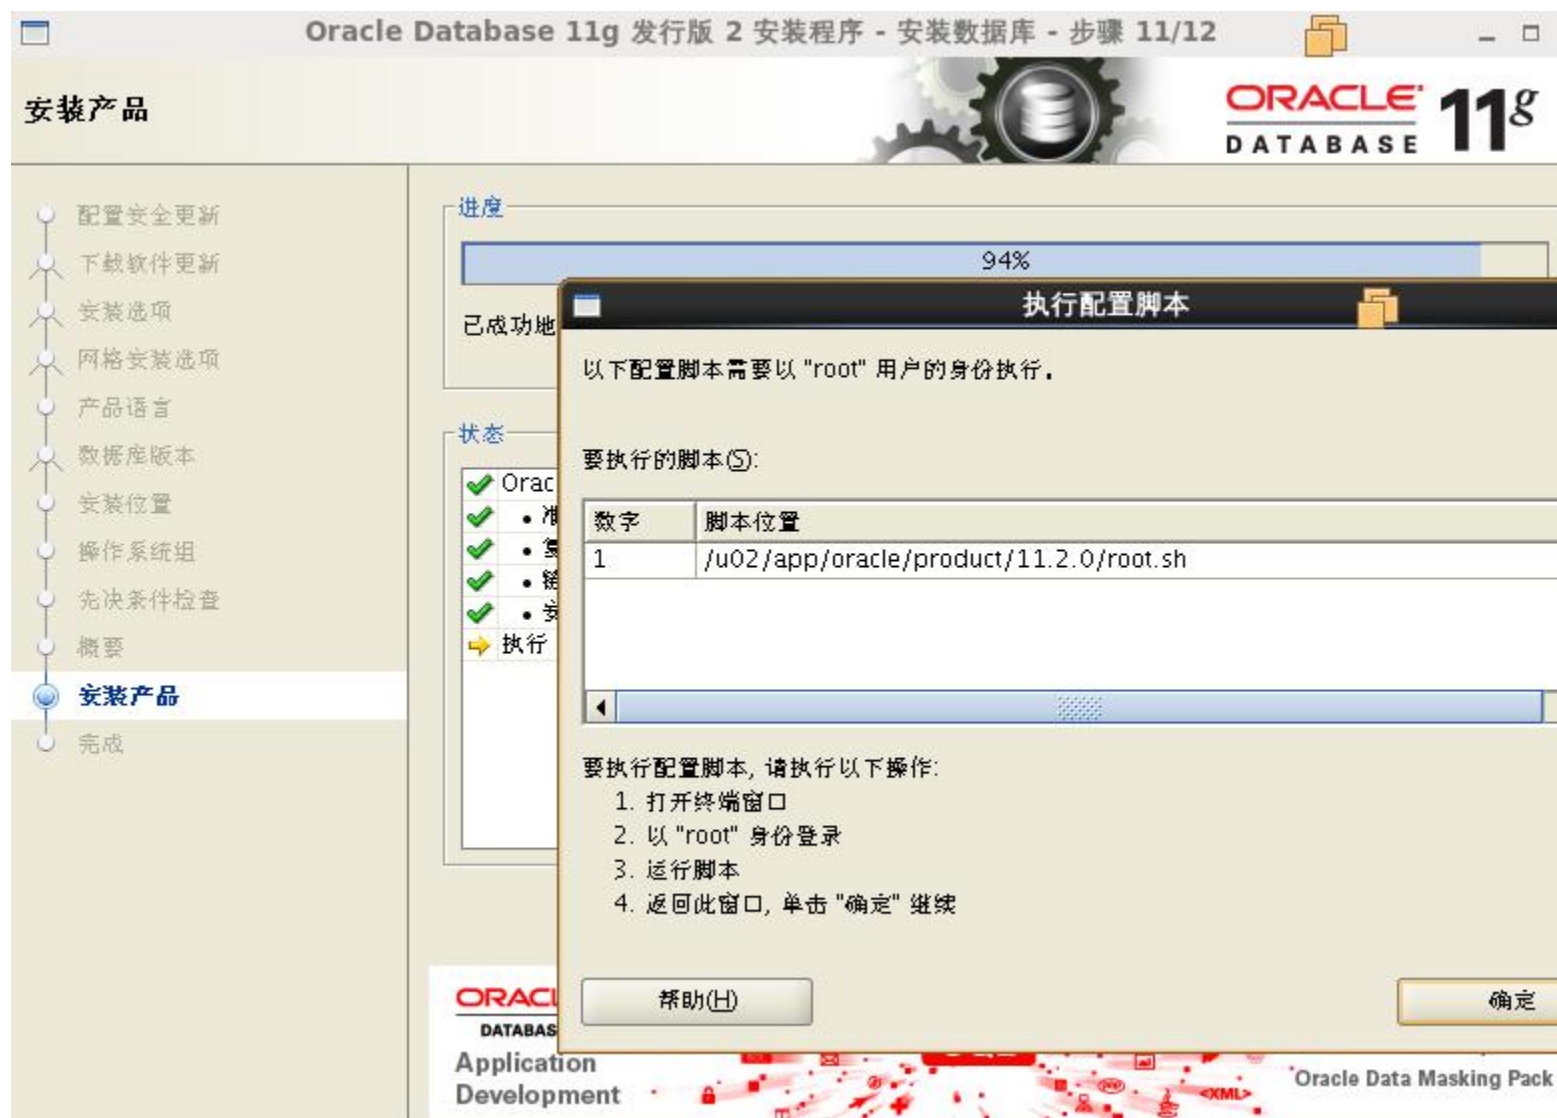 Oracle Database 11g 发行版 2 安装程序 - 安装数据库 - 步骤 11/12
安装产品
ORACLE
DATABASE
11g
配置安全更新
下载软件更新
安装选项
网格安装选项
产品语言
数据库版本
安装位置
操作系统组
先决条件检查
概要
安装产品
完成
进度
94%
已成功地
状态
Orac
执行
执行配置脚本
以下配置脚本需要以 "root" 用户的身份执行。
要执行的脚本(S):
数字 脚本位置
1 /u02/app/oracle/product/11.2.0/root.sh
要执行配置脚本, 请执行以下操作:
1. 打开终端窗口
2. 以 "root" 身份登录
3. 运行脚本
4. 返回此窗口, 单击 "确定" 继续
帮助(H)
确定
ORACL
DATABAS
Application
Development
<XML>
Oracle Data Masking Pack